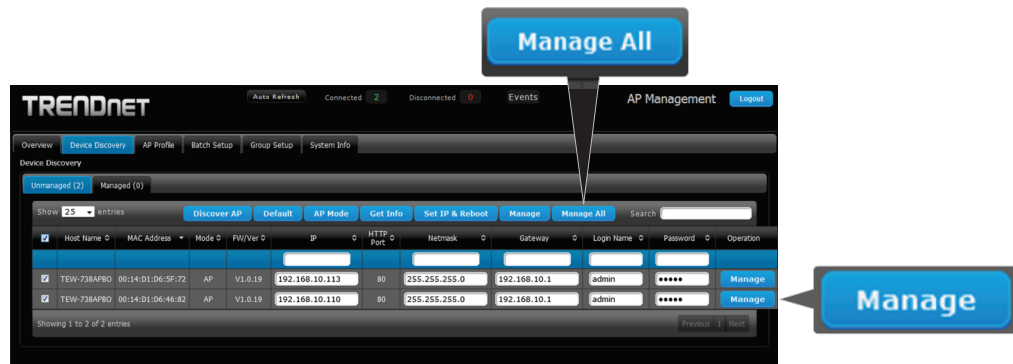 Manage All
TRENDnet
Auto Refresh Connected 2 Disconnected 0 Events AP Management Logout
Overview Device Discovery AP Profile Batch Setup Group Setup System Info
Device Discovery
Unmanaged (2) Managed (0)
Show 25 entries Discover AP Default AP Mode Get Info Set IP & Reboot Manage Manage All Search
Host Name MAC Address Mode FW/Ver IP HTTP Port Netmask Gateway Login Name Password Operation
TEW-738APBO 00:14:D1:D6:5F:72 AP V1.0.19 192.168.10.113 80 255.255.255.0 192.168.10.1 admin ••••• Manage
TEW-738APBO 00:14:D1:D6:46:82 AP V1.0.19 192.168.10.110 80 255.255.255.0 192.168.10.1 admin ••••• Manage
Manage
Showing 1 to 2 of 2 entries Previous 1 Next